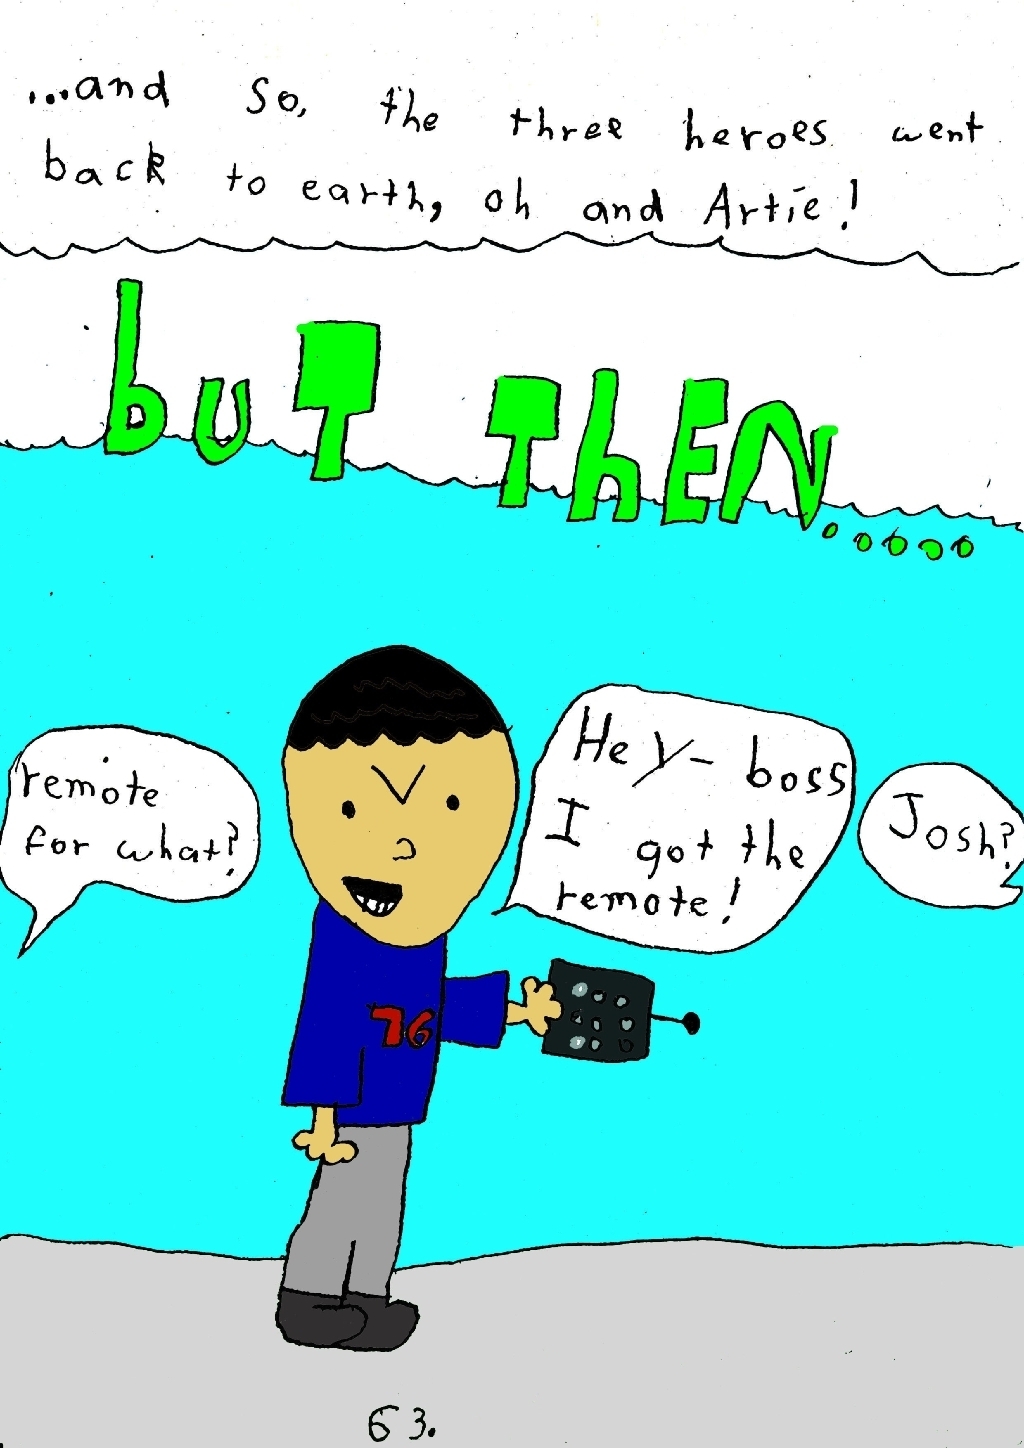 ...and so, the three heroes went
back to earth, oh and Artie!
buT ThEN......
remote
for what?
Hey- boss
I got the
remote!
Josh?
76
63.